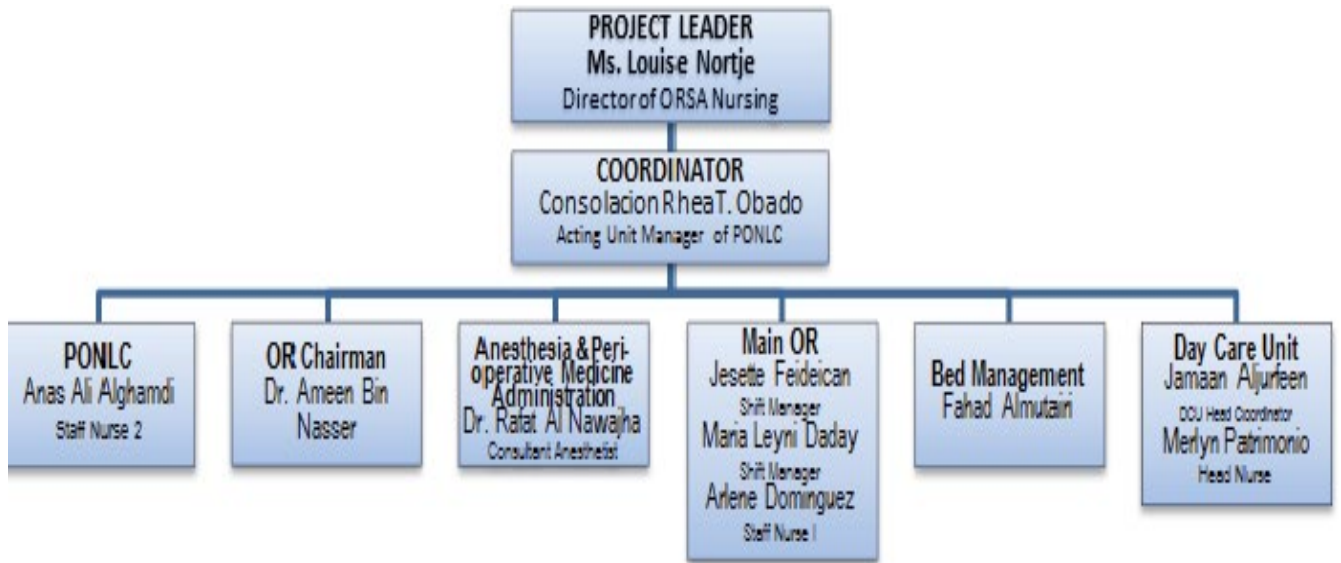 PROJECT LEADER
Ms. Louise Nortje
Director of ORSA Nursing
COORDINATOR
Consolacion Rhea T. Obado
Acting Unit Manager of PONLC
PONLC
Anas Ali Alghamdi
Staff Nurse 2
OR Chairman
Dr. Ameen Bin
Nasser
Anesthesia & Peri-
operative Medicine
Administration
Dr. Rafat Al Nawajha
Consultant Anesthetist
Main OR
Jesette Feideican
Shift Manager
Maria Leyni Daday
Shift Manager
Arlene Dominguez
Staff Nurse I
Bed Management
Fahad Almutairi
Day Care Unit
Jamaan Aljurfeen
DCU Head Coordinator
Merlyn Patrimonio
Head Nurse